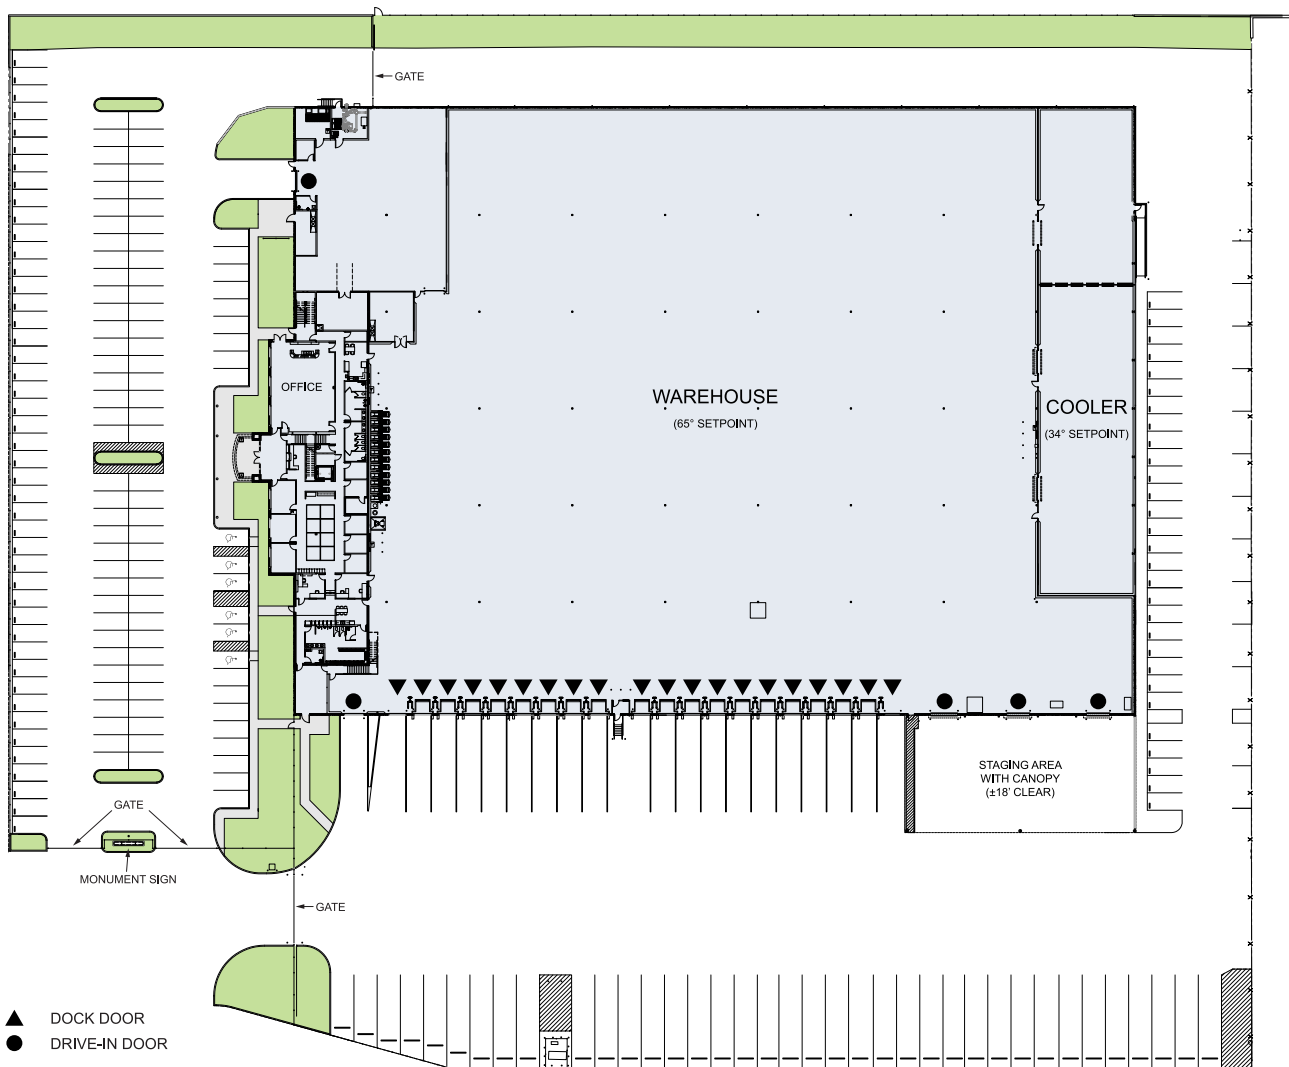 GATE
OFFICE
WAREHOUSE
(65° SETPOINT)
COOLER
(34° SETPOINT)
STAGING AREA
WITH CANOPY
(±18' CLEAR)
GATE
MONUMENT SIGN
GATE
DOCK DOOR
DRIVE-IN DOOR